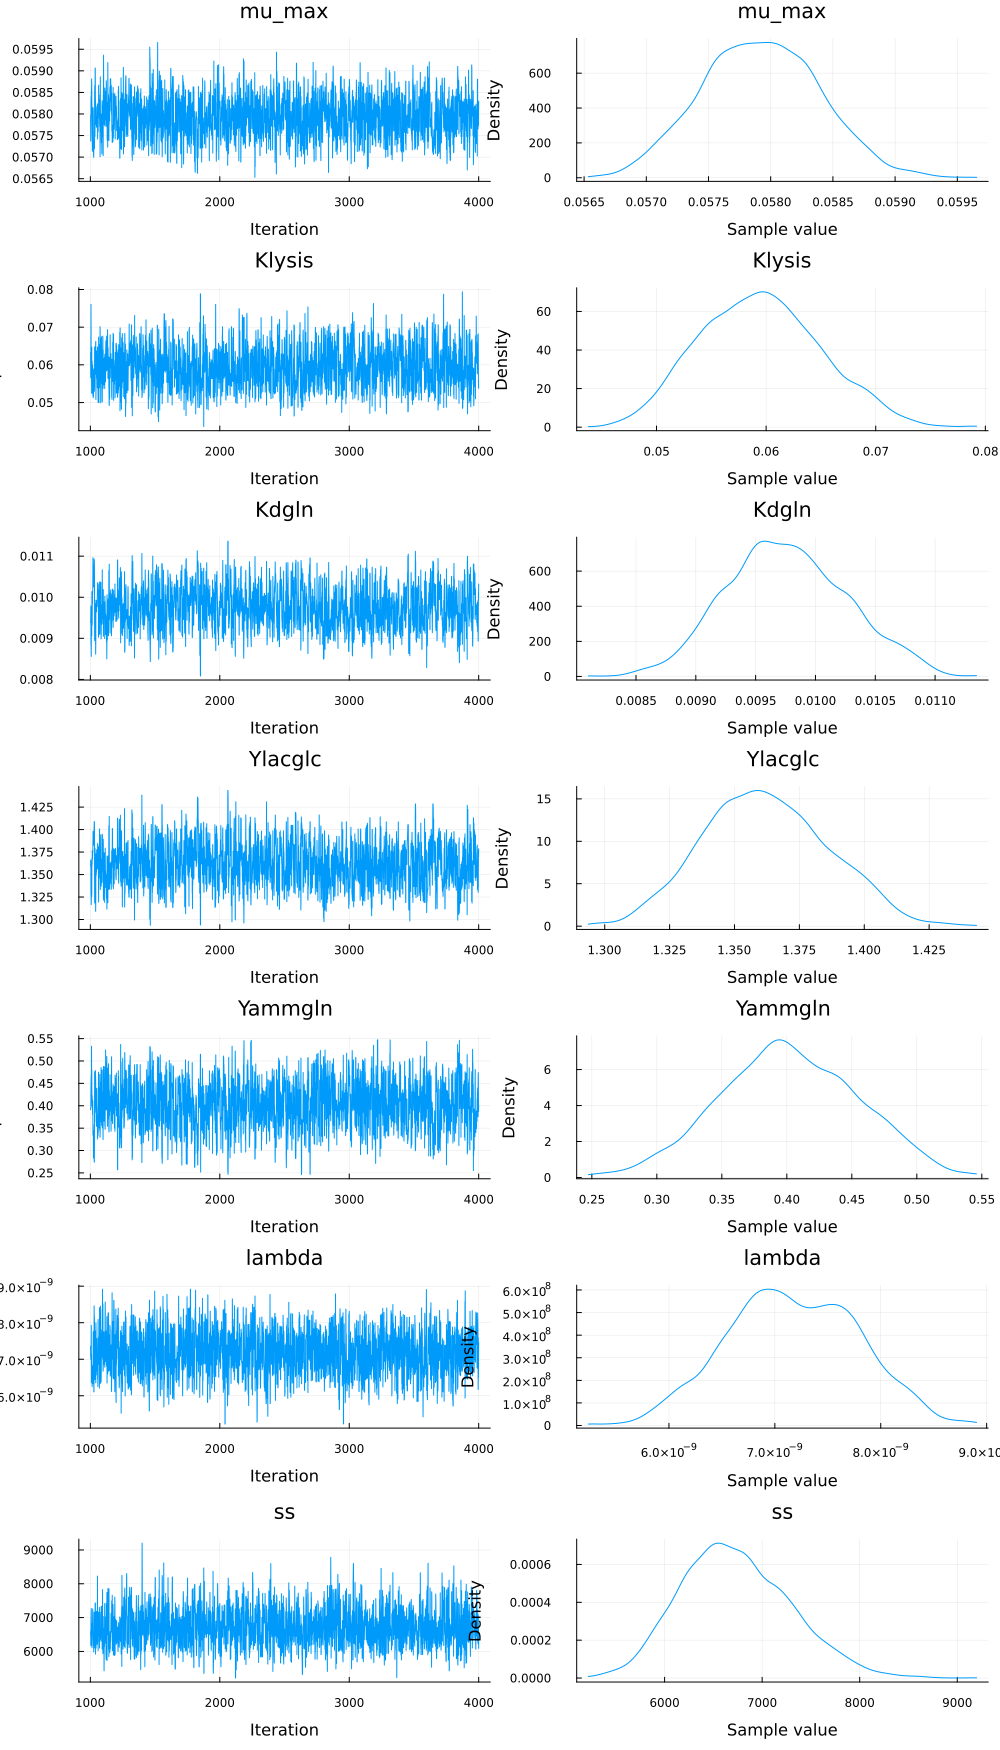 mu_max mu_max
0.0595
0.0590
0.0585
0.0580
0.0575
0.0570
0.0565
1000 2000 3000 4000
Iteration
Density
600
400
200
0
0.0565 0.0570 0.0575 0.0580 0.0585 0.0590 0.0595
Sample value
Klysis Klysis
0.08
0.07
0.06
0.05
1000 2000 3000 4000
Iteration
Density
60
40
20
0
0.05 0.06 0.07 0.08
Sample value
Kdgln Kdgln
0.011
0.010
0.009
0.008
1000 2000 3000 4000
Iteration
Density
600
400
200
0
0.0085 0.0090 0.0095 0.0100 0.0105 0.0110
Sample value
Ylacglc Ylacglc
1.425
1.400
1.375
1.350
1.325
1.300
1000 2000 3000 4000
Iteration
Density
15
10
5
0
1.300 1.325 1.350 1.375 1.400 1.425
Sample value
Yammgln Yammgln
0.55
0.50
0.45
0.40
0.35
0.30
0.25
1000 2000 3000 4000
Iteration
Density
6
4
2
0
0.25 0.30 0.35 0.40 0.45 0.50 0.55
Sample value
lambda lambda
9.0×10⁻⁹
8.0×10⁻⁹
7.0×10⁻⁹
6.0×10⁻⁹
1000 2000 3000 4000
Iteration
Density
6.0×10⁸
5.0×10⁸
4.0×10⁸
3.0×10⁸
2.0×10⁸
1.0×10⁸
0
6.0×10⁻⁹ 7.0×10⁻⁹ 8.0×10⁻⁹ 9.0×1
Sample value
ss ss
9000
8000
7000
6000
1000 2000 3000 4000
Iteration
Density
0.0006
0.0004
0.0002
0.0000
6000 7000 8000 9000
Sample value